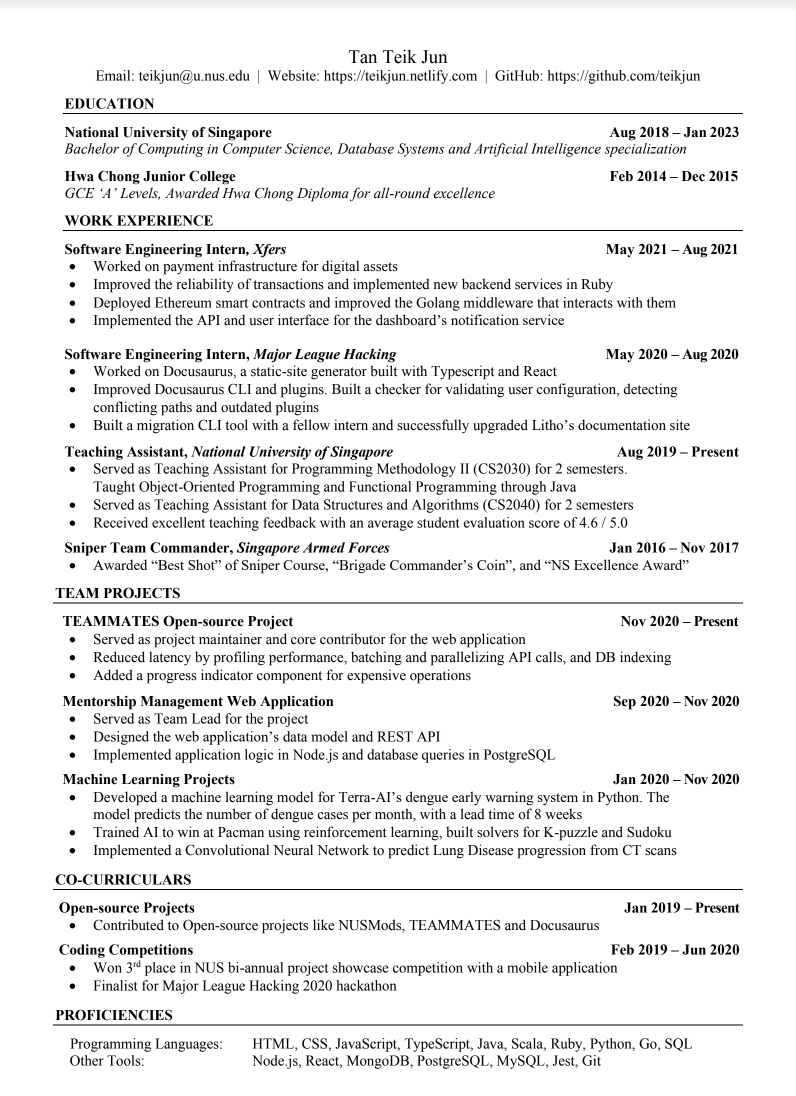 Tan Teik Jun
Email: teikjun@u.nus.edu | Website: https://teikjun.netlify.com | GitHub: https://github.com/teikjun
EDUCATION
National University of Singapore Aug 2018 – Jan 2023
Bachelor of Computing in Computer Science, Database Systems and Artificial Intelligence specialization
Hwa Chong Junior College Feb 2014 – Dec 2015
GCE ‘A’ Levels, Awarded Hwa Chong Diploma for all-round excellence
WORK EXPERIENCE
Software Engineering Intern, Xfers May 2021 – Aug 2021
• Worked on payment infrastructure for digital assets
• Improved the reliability of transactions and implemented new backend services in Ruby
• Deployed Ethereum smart contracts and improved the Golang middleware that interacts with them
• Implemented the API and user interface for the dashboard’s notification service
Software Engineering Intern, Major League Hacking May 2020 – Aug 2020
• Worked on Docusaurus, a static-site generator built with Typescript and React
• Improved Docusaurus CLI and plugins. Built a checker for validating user configuration, detecting
conflicting paths and outdated plugins
• Built a migration CLI tool with a fellow intern and successfully upgraded Litho’s documentation site
Teaching Assistant, National University of Singapore Aug 2019 – Present
• Served as Teaching Assistant for Programming Methodology II (CS2030) for 2 semesters.
Taught Object-Oriented Programming and Functional Programming through Java
• Served as Teaching Assistant for Data Structures and Algorithms (CS2040) for 2 semesters
• Received excellent teaching feedback with an average student evaluation score of 4.6 / 5.0
Sniper Team Commander, Singapore Armed Forces Jan 2016 – Nov 2017
• Awarded “Best Shot” of Sniper Course, “Brigade Commander’s Coin”, and “NS Excellence Award”
TEAM PROJECTS
TEAMMATES Open-source Project Nov 2020 – Present
• Served as project maintainer and core contributor for the web application
• Reduced latency by profiling performance, batching and parallelizing API calls, and DB indexing
• Added a progress indicator component for expensive operations
Mentorship Management Web Application Sep 2020 – Nov 2020
• Served as Team Lead for the project
• Designed the web application’s data model and REST API
• Implemented application logic in Node.js and database queries in PostgreSQL
Machine Learning Projects Jan 2020 – Nov 2020
• Developed a machine learning model for Terra-AI’s dengue early warning system in Python. The
model predicts the number of dengue cases per month, with a lead time of 8 weeks
• Trained AI to win at Pacman using reinforcement learning, built solvers for K-puzzle and Sudoku
• Implemented a Convolutional Neural Network to predict Lung Disease progression from CT scans
CO-CURRICULARS
Open-source Projects Jan 2019 – Present
• Contributed to Open-source projects like NUSMods, TEAMMATES and Docusaurus
Coding Competitions Feb 2019 – Jun 2020
• Won 3rd place in NUS bi-annual project showcase competition with a mobile application
• Finalist for Major League Hacking 2020 hackathon
PROFICIENCIES
Programming Languages: HTML, CSS, JavaScript, TypeScript, Java, Scala, Ruby, Python, Go, SQL
Other Tools: Node.js, React, MongoDB, PostgreSQL, MySQL, Jest, Git